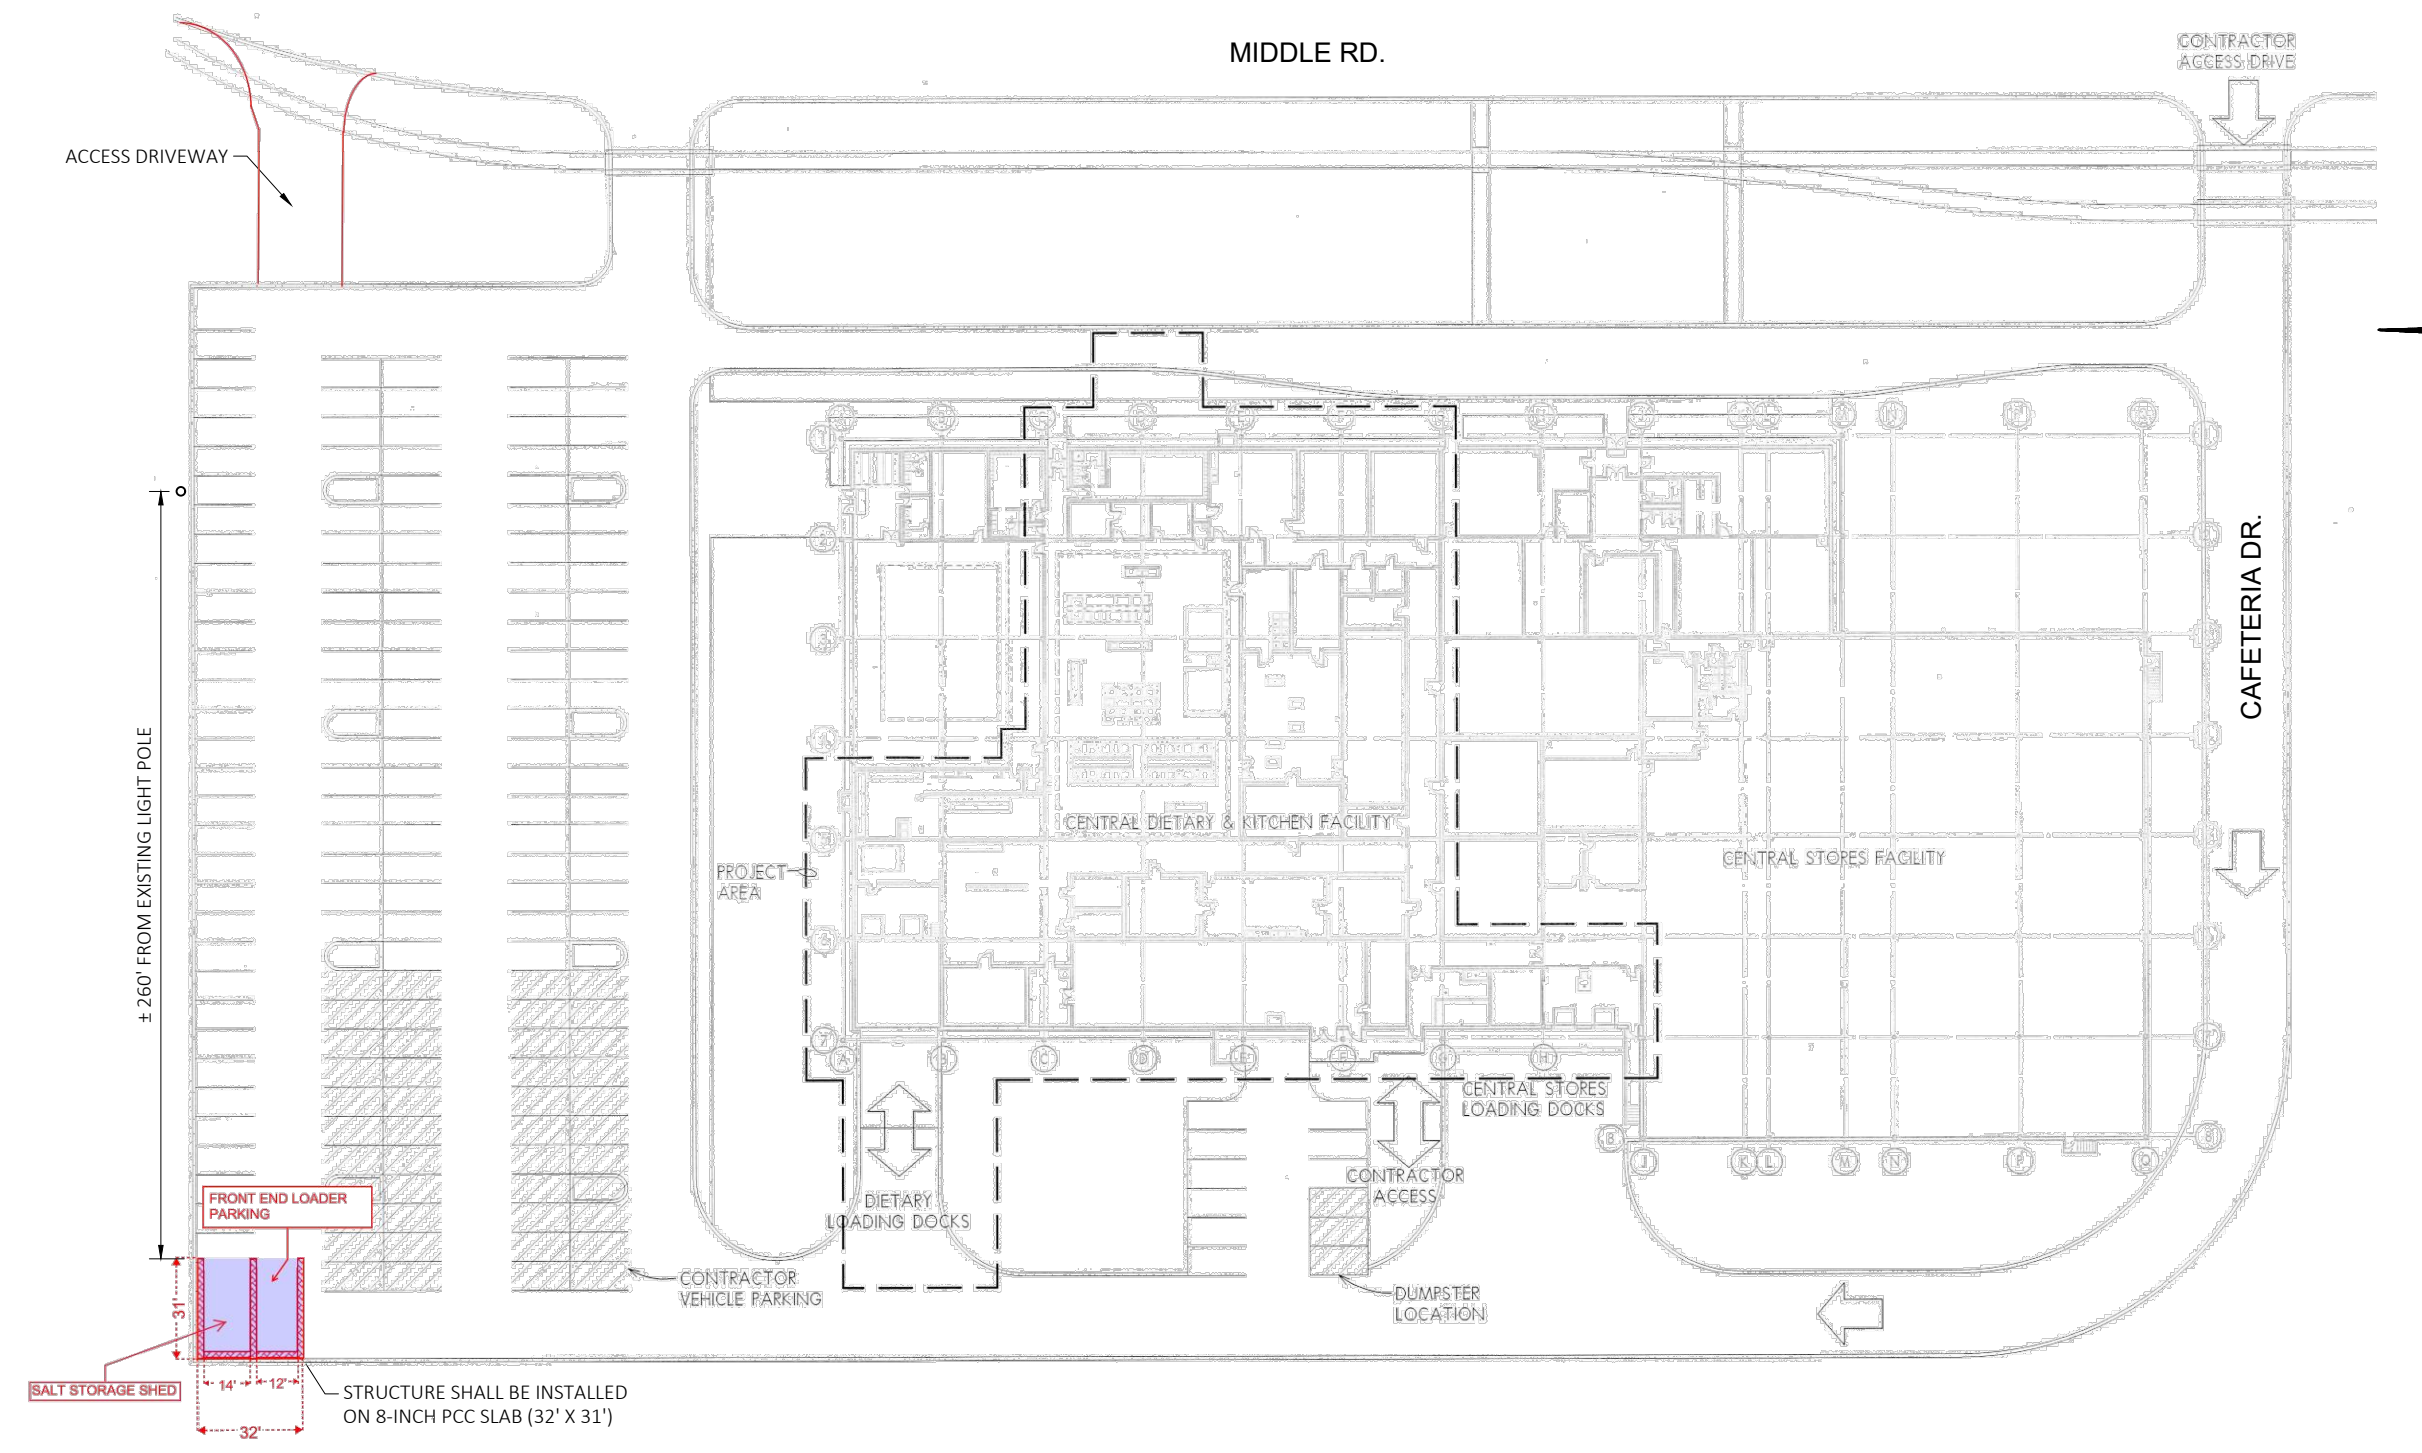 MIDDLE RD.
CONTRACTOR
ACCESS DRIVE
ACCESS DRIVEWAY
CAFETERIA DR.
± 260' FROM EXISTING LIGHT POLE
CENTRAL DIETARY & KITCHEN FACILITY
CENTRAL STORES FACILITY
PROJECT
AREA
7
A
B
C
D
E
F
G
H
CENTRAL STORES
LOADING DOCKS
B
8
J
K
L
M
N
P
Q
CONTRACTOR
ACCESS
DIETARY
LOADING DOCKS
FRONT END LOADER
PARKING
CONTRACTOR
VEHICLE PARKING
DUMPSTER
LOCATION
31'
SALT STORAGE SHED
14'
12'
32'
STRUCTURE SHALL BE INSTALLED
ON 8-INCH PCC SLAB (32' X 31')